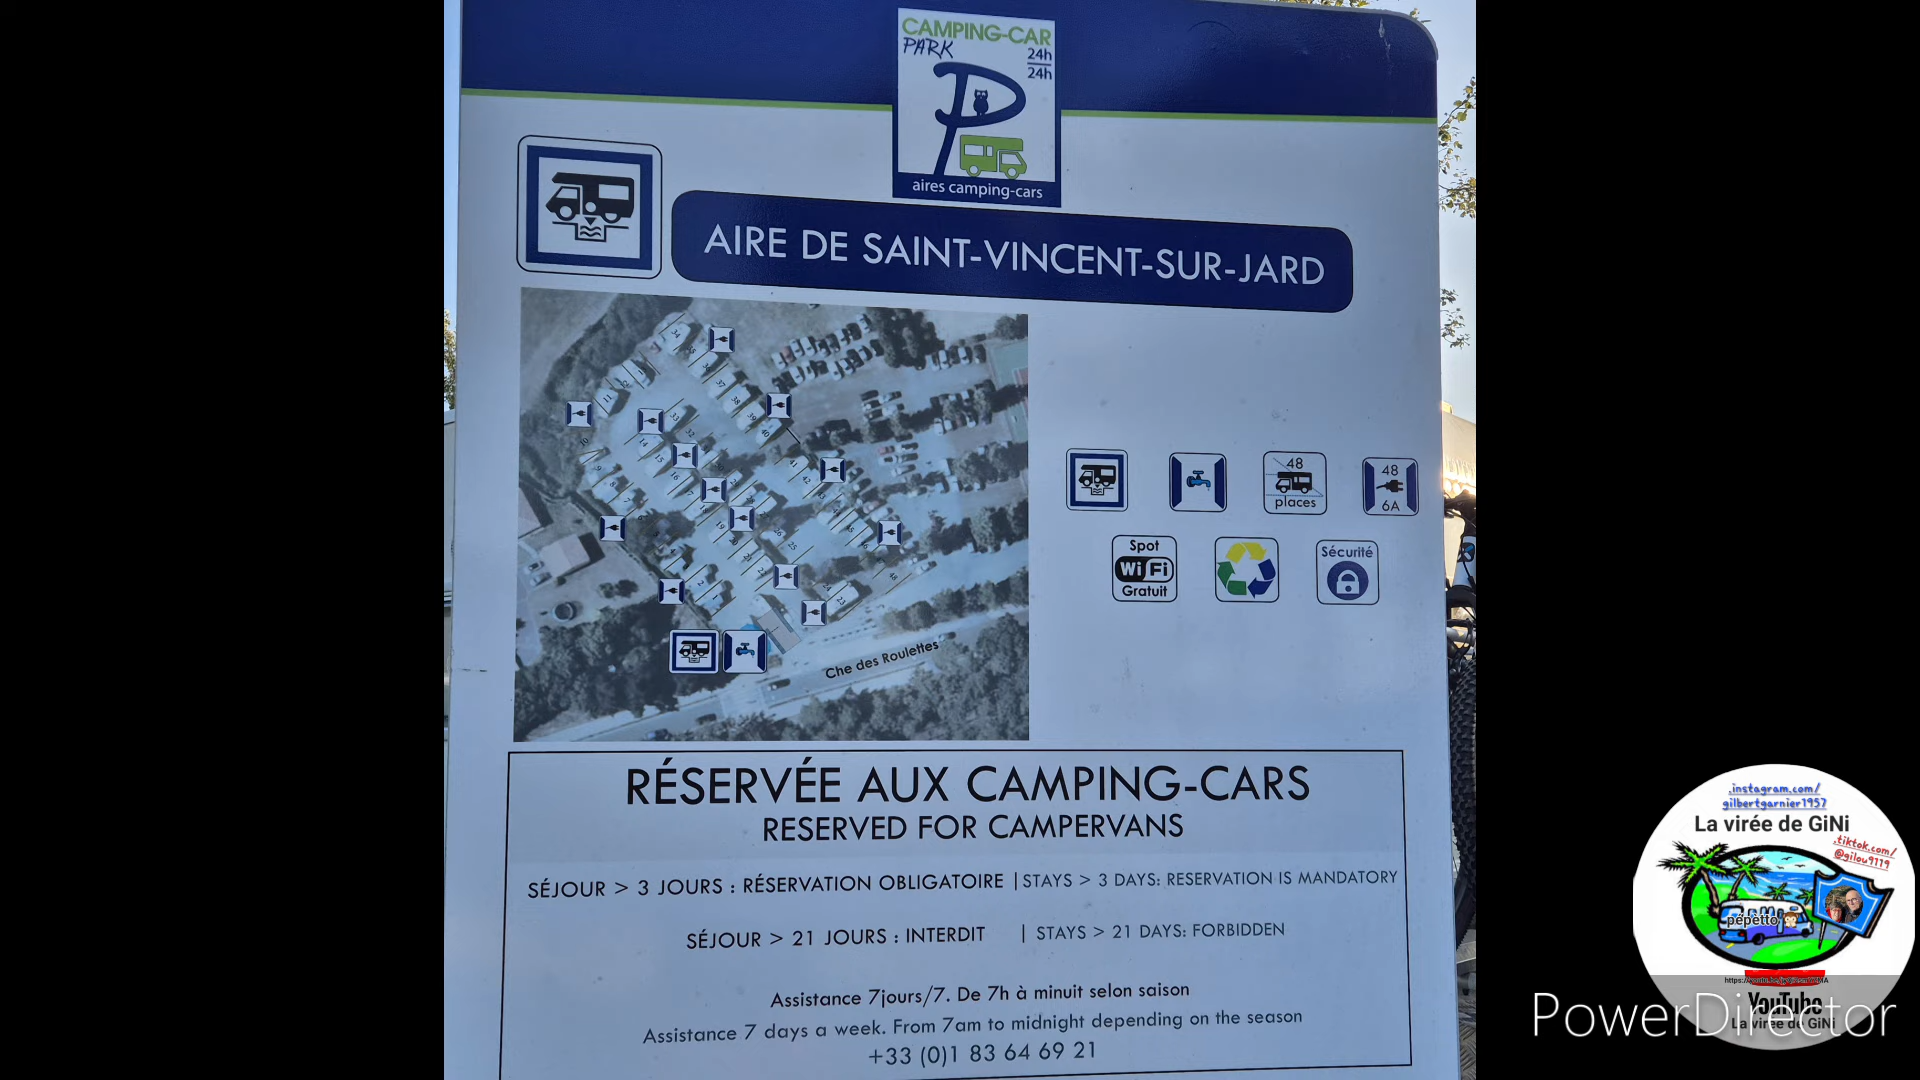 CAMPING-CAR
PARK
24h
24h
aires camping-cars
AIRE DE SAINT-VINCENT-SUR-JARD
48
places
48
6A
Spot
WiFi
Gratuit
Sécurité
Che des Roulettes
RÉSERVÉE AUX CAMPING-CARS
RESERVED FOR CAMPERVANS
SÉJOUR > 3 JOURS : RÉSERVATION OBLIGATOIRE | STAYS > 3 DAYS: RESERVATION IS MANDATORY
SÉJOUR > 21 JOURS : INTERDIT | STAYS > 21 DAYS: FORBIDDEN
Assistance 7jours/7. De 7h à minuit selon saison
Assistance 7 days a week. From 7am to midnight depending on the season
+33 (0)1 83 64 69 21
.instagram.com/
gilbertgarnier1957
La virée de GiNi
.tiktok.com/
@gilou9119
pépétto
YouTube
La virée de GiNi
PowerDirector